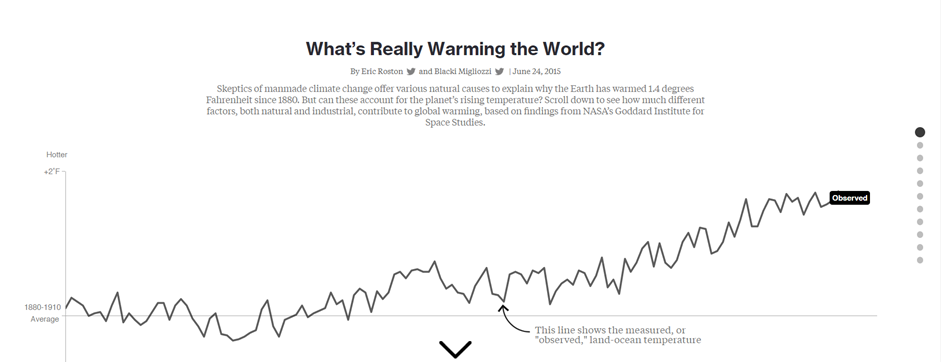 What's Really Warming the World?
By Eric Roston and Blacki Migliozzi | June 24, 2015
Skeptics of manmade climate change offer various natural causes to explain why the Earth has warmed 1.4 degrees
Fahrenheit since 1880. But can these account for the planet's rising temperature? Scroll down to see how much different
factors, both natural and industrial, contribute to global warming, based on findings from NASA's Goddard Institute for
Space Studies.
Hotter
+2°F
Observed
1880-1910
Average
This line shows the measured, or
"observed," land-ocean temperature